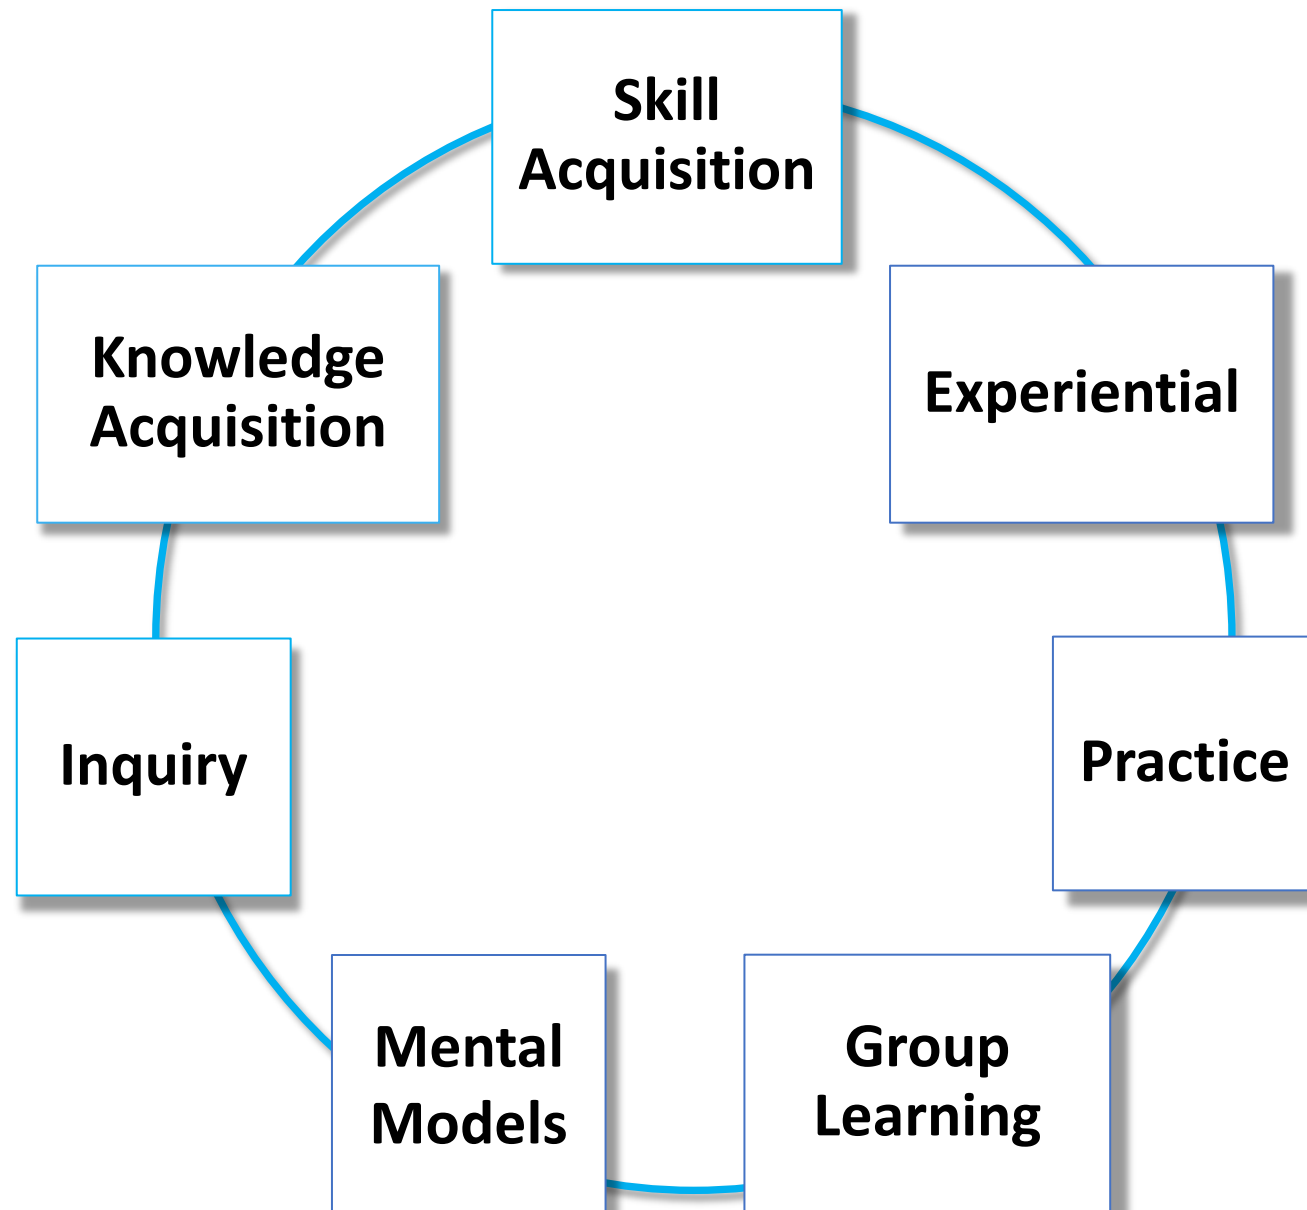 Skill
Acquisition
Knowledge
Acquisition
Experiential
Inquiry
Practice
Mental
Models
Group
Learning